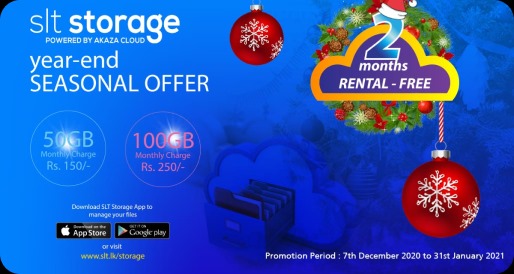 slt storage
POWERED BY AKAZA CLOUD
year-end
SEASONAL OFFER
2
months
RENTAL - FREE
50GB
Monthly Charge
Rs. 150/-
100GB
Monthly Charge
Rs. 250/-
Download SLT Storage App to
manage your files
Download on the
App Store
GET IT ON
Google play
or visit
www.slt.lk/storage
Promotion Period : 7th December 2020 to 31st January 2021